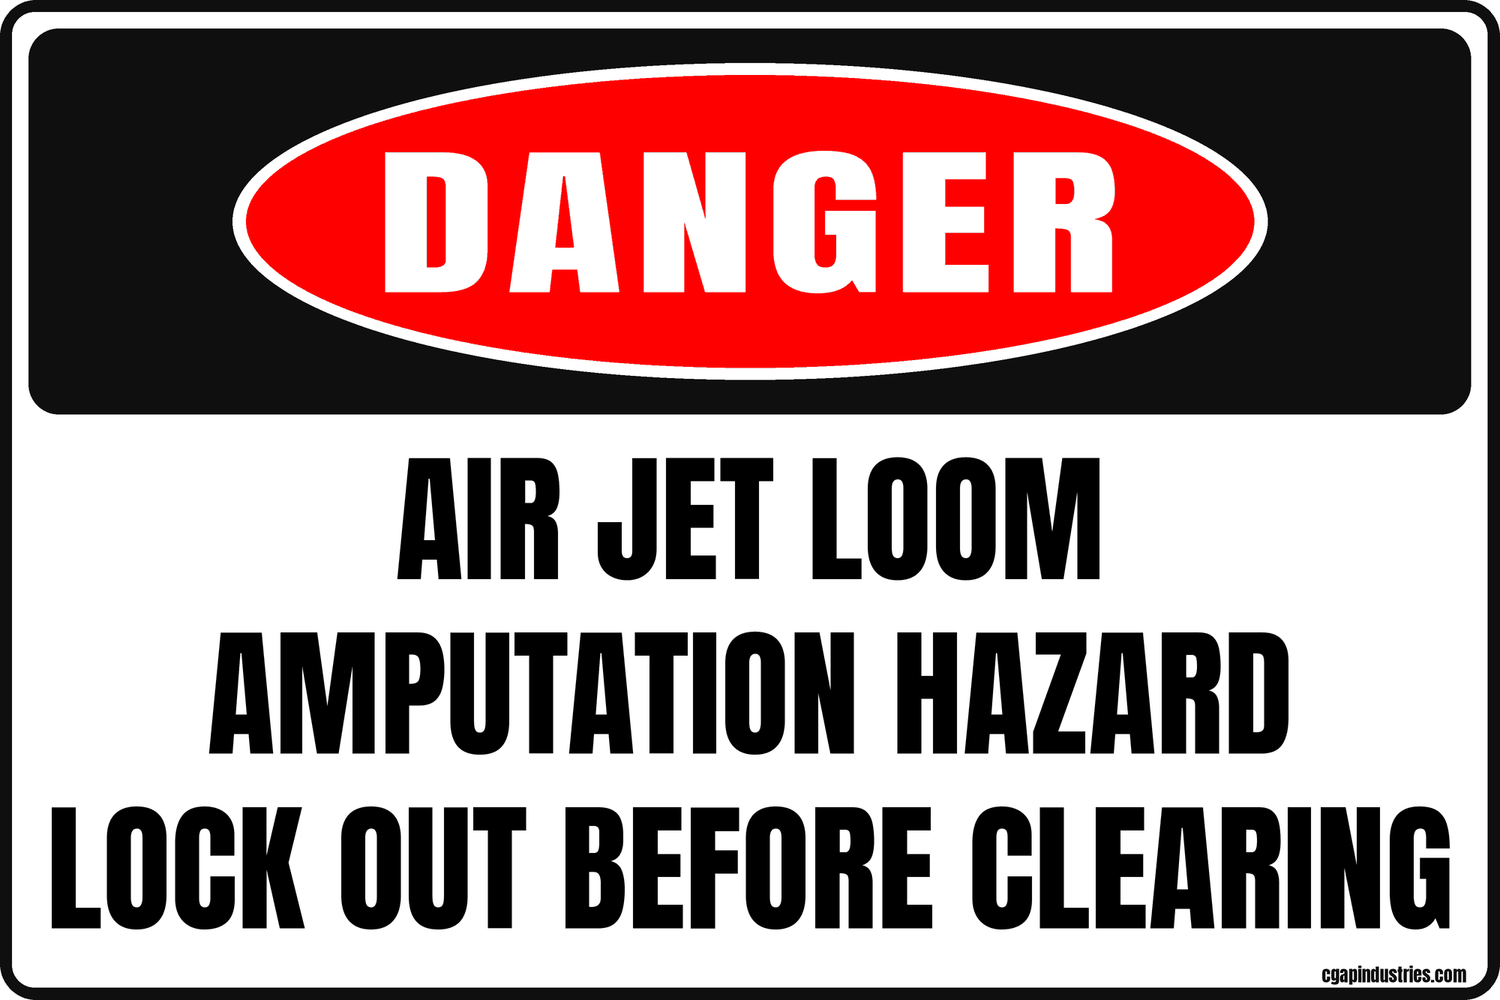 DANGER
AIR JET LOOM
AMPUTATION HAZARD
LOCK OUT BEFORE CLEARING
cgapindustries.com